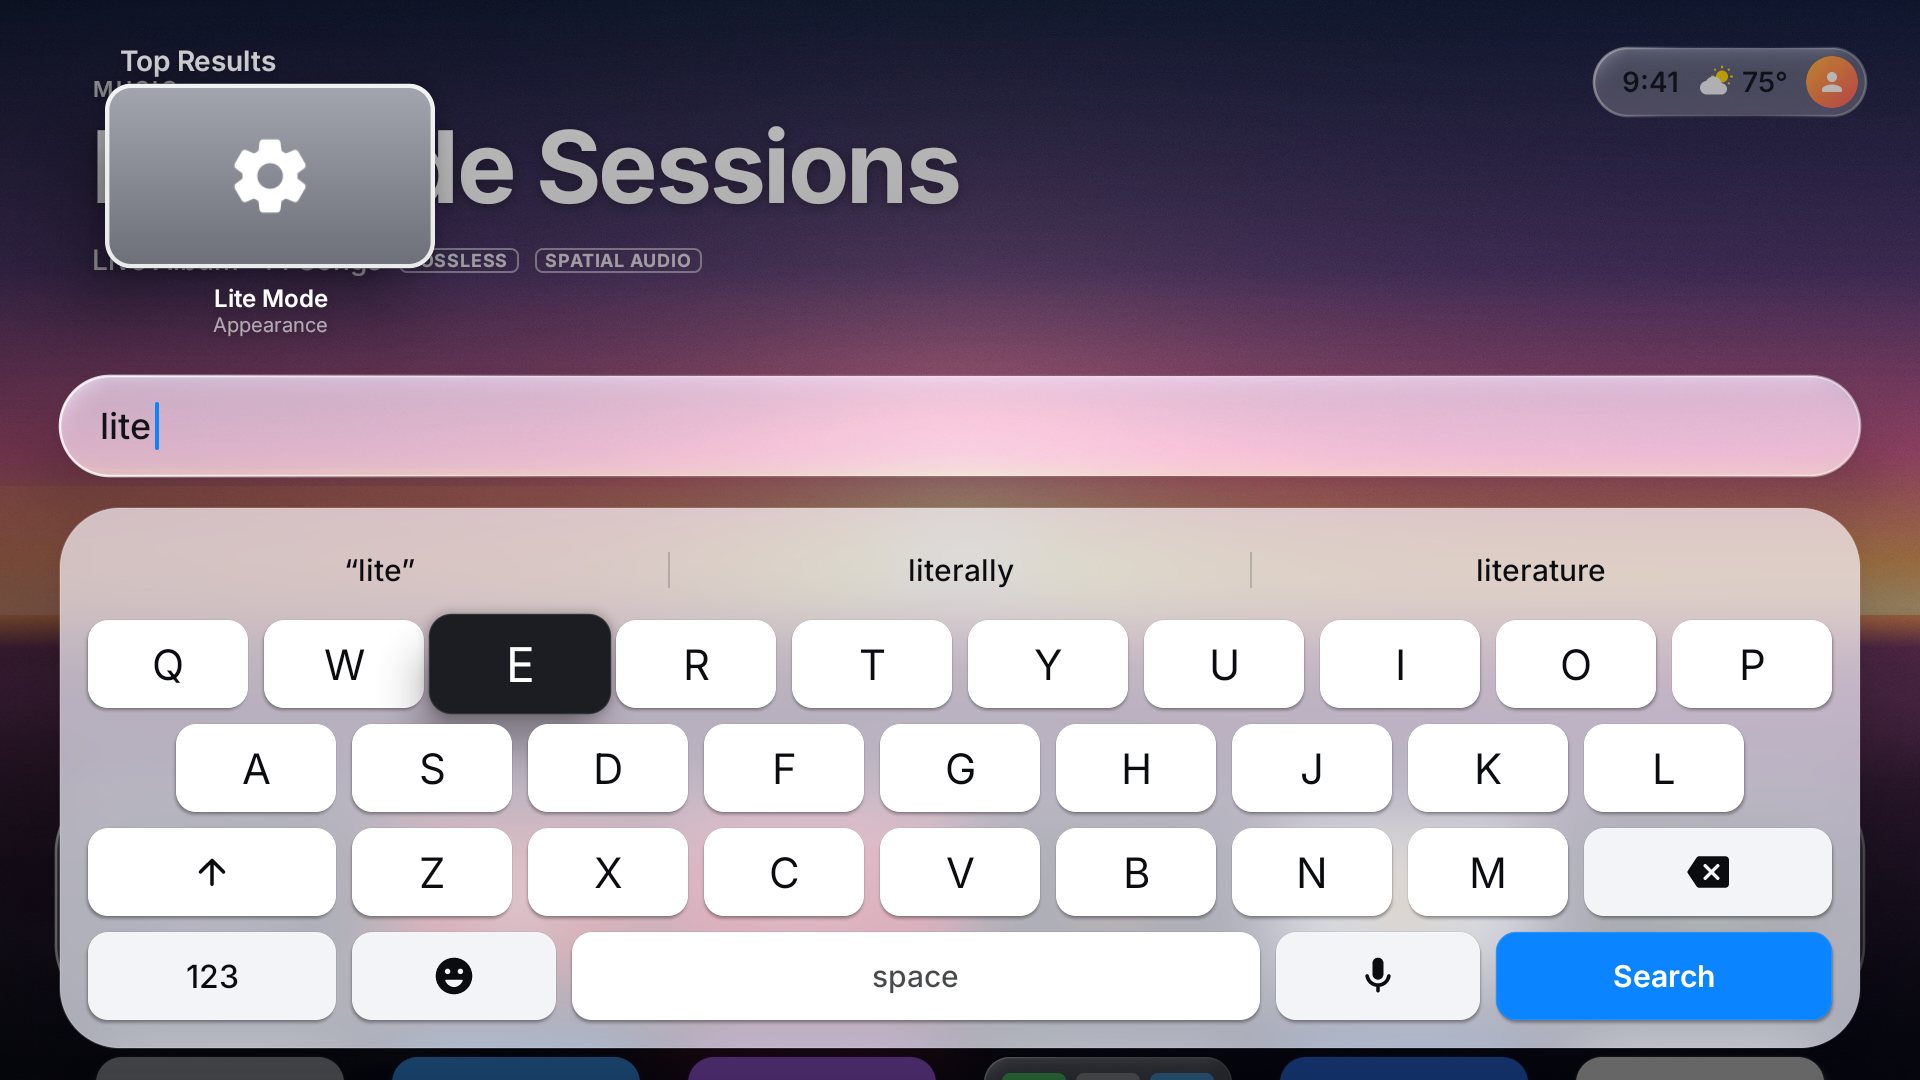 Top Results
9:41 75°
de Sessions
SPATIAL AUDIO
Lite Mode
Appearance
lite
“lite” literally literature
Q W E R T Y U I O P
A S D F G H J K L
Z X C V B N M
123 space Search